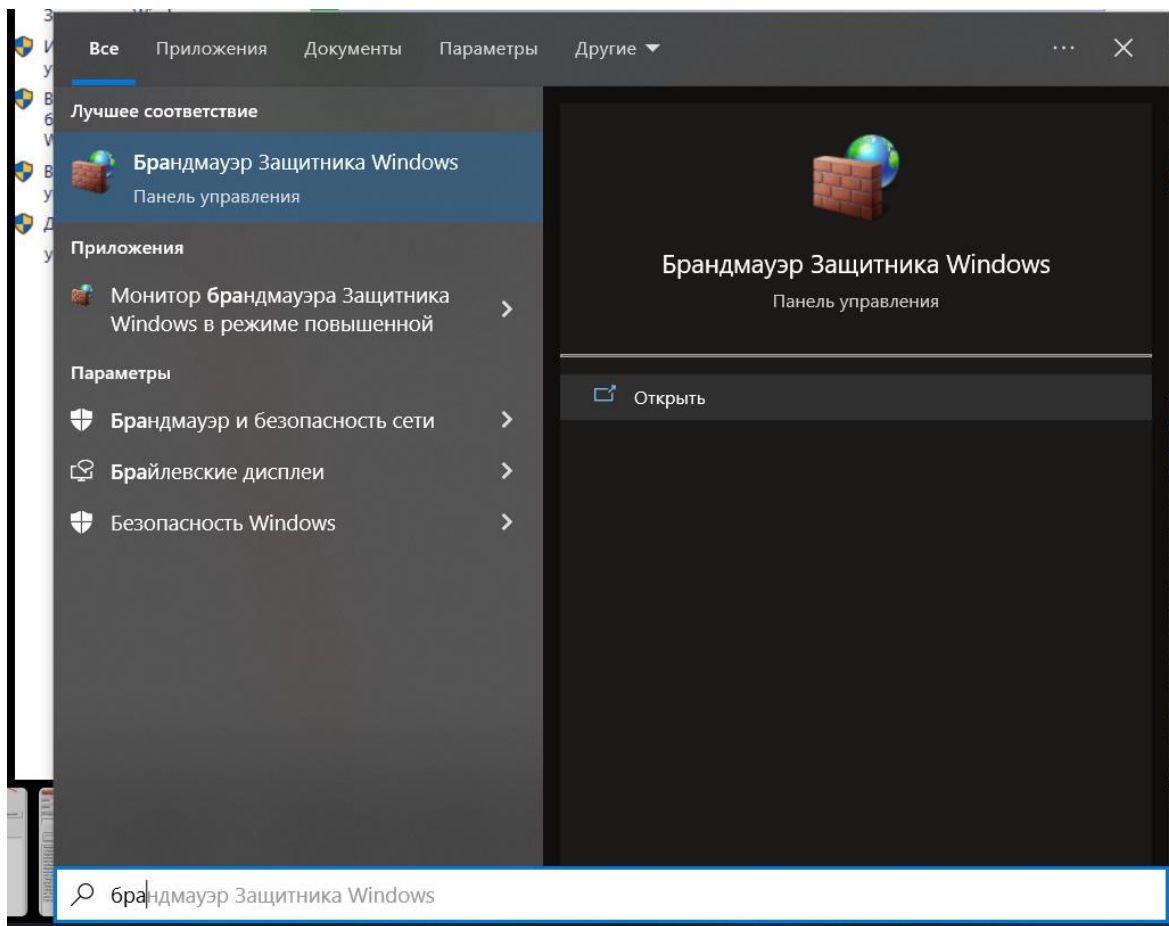 Все Приложения Документы Параметры Другие
Лучшее соответствие
Брандмауэр Защитника Windows
Панель управления
Приложения
Монитор брандмауэра Защитника
Windows в режиме повышенной
Параметры
Брандмауэр и безопасность сети
Брайлевские дисплеи
Безопасность Windows
Брандмауэр Защитника Windows
Панель управления
Открыть
брандмауэр Защитника Windows